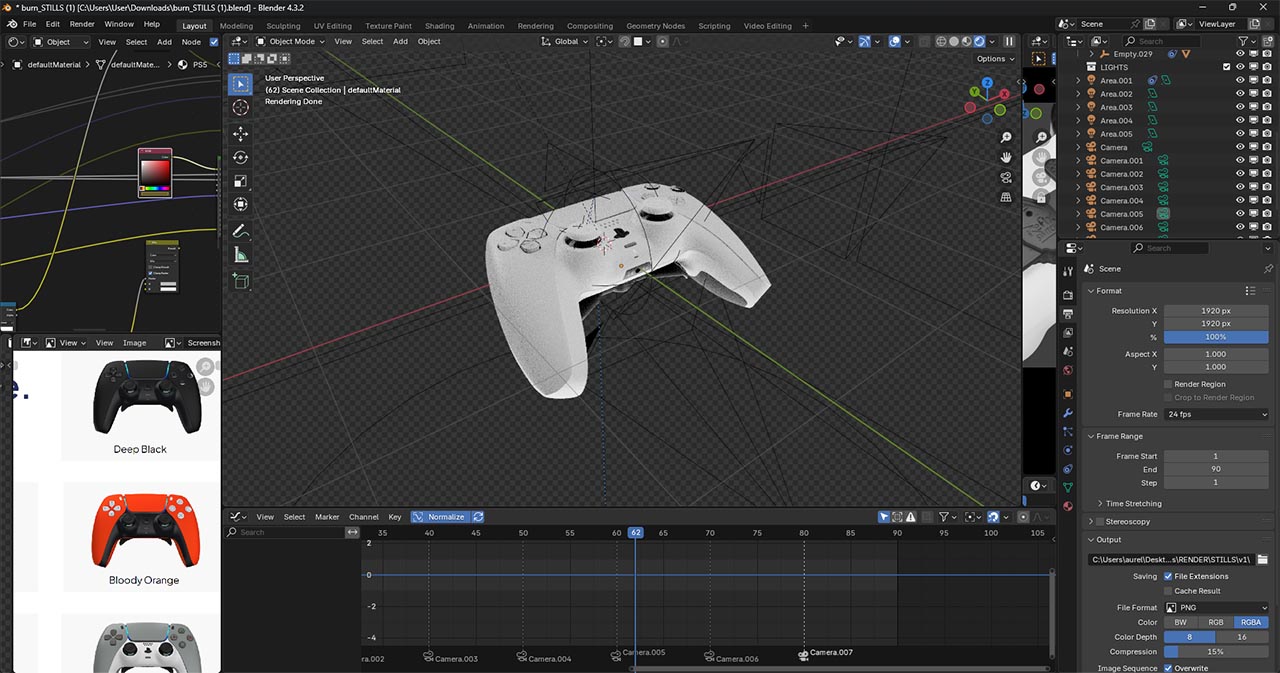 * burn_STILLS (1) [C:\Users\User\Downloads\burn_STILLS (1).blend] - Blender 4.3.2
File Edit Render Window Help Layout Modeling Sculpting UV Editing Texture Paint Shading Animation Rendering Compositing Geometry Nodes Scripting Video Editing + Scene ViewLayer
Object View Select Add Node Object Mode View Select Add Object Global Search
defaultMaterial defaultMate... PS5 Options
User Perspective
(62) Scene Collection | defaultMaterial
Rendering Done
Z
Y
X
Empty.029
LIGHTS
Area.001
Area.002
Area.003
Area.004
Area.005
Camera
Camera.001
Camera.002
Camera.003
Camera.004
Camera.005
Camera.006
Search
Scene
Format
Resolution X 1920 px
Y 1920 px
% 100%
Aspect X 1.000
Y 1.000
Render Region
Crop to Render Region
Frame Rate 24 fps
Frame Range
Frame Start 1
End 90
Step 1
Time Stretching
Stereoscopy
Output
C:\Users\aurel\Deskt...s\RENDER\STILLS\v1\
Saving File Extensions
Cache Result
File Format PNG
Color BW RGB RGBA
Color Depth 8 16
Compression 15%
Image Sequence Overwrite
View View Image Screensh
e.
Deep Black
Bloody Orange
View Select Marker Channel Key Normalize
Search
35 40 45 50 55 60 62 65 70 75 80 85 90 95 100 105
2
0
-2
-4
ra.002 Camera.003 Camera.004 Camera.005 Camera.006 Camera.007